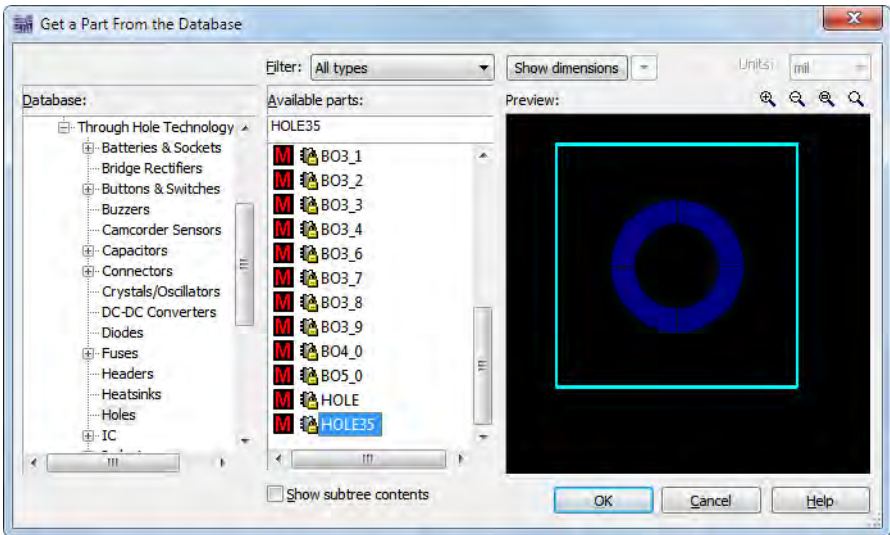 Get a Part From the Database
Filter: All types
Show dimensions
Units: mil
Database:
Available parts:
Preview:
HOLE35
Through Hole Technology
Batteries & Sockets
Bridge Rectifiers
Buttons & Switches
Buzzers
Camcorder Sensors
Capacitors
Connectors
Crystals/Oscillators
DC-DC Converters
Diodes
Fuses
Headers
Heatsinks
Holes
IC
M BO3_1
M BO3_2
M BO3_3
M BO3_4
M BO3_6
M BO3_7
M BO3_8
M BO3_9
M BO4_0
M BO5_0
M HOLE
M HOLE35
Show subtree contents
OK
Cancel
Help